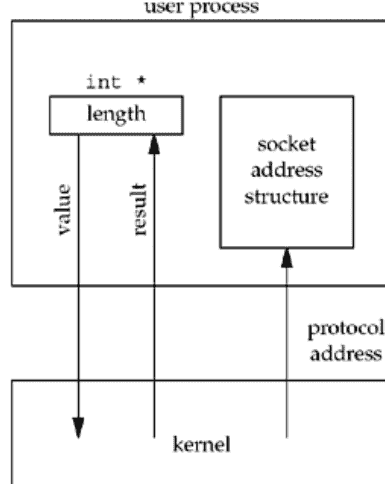 user process
int *
length
socket
address
structure
value
result
protocol
address
kernel